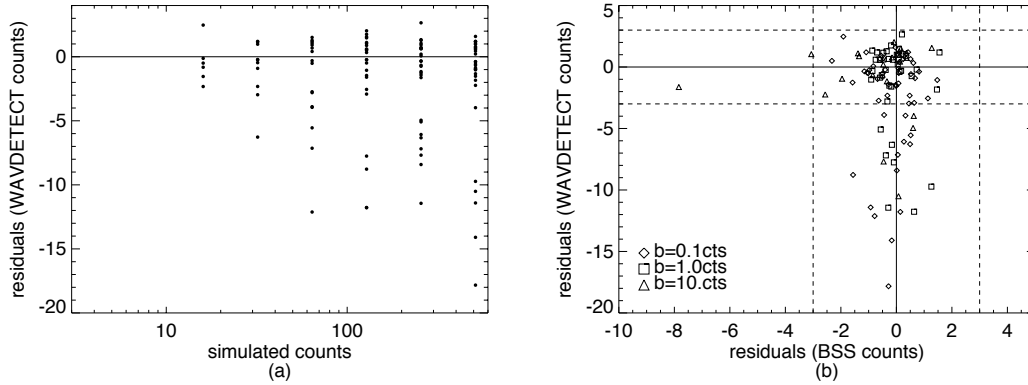 5
0
-5
-10
-15
-20
residuals (WAVDETECT counts)
10
100
simulated counts
(a)
5
0
-5
-10
-15
-20
residuals (WAVDETECT counts)
b=0.1cts
b=1.0cts
b=10.cts
-10
-8
-6
-4
-2
0
2
4
residuals (BSS counts)
(b)